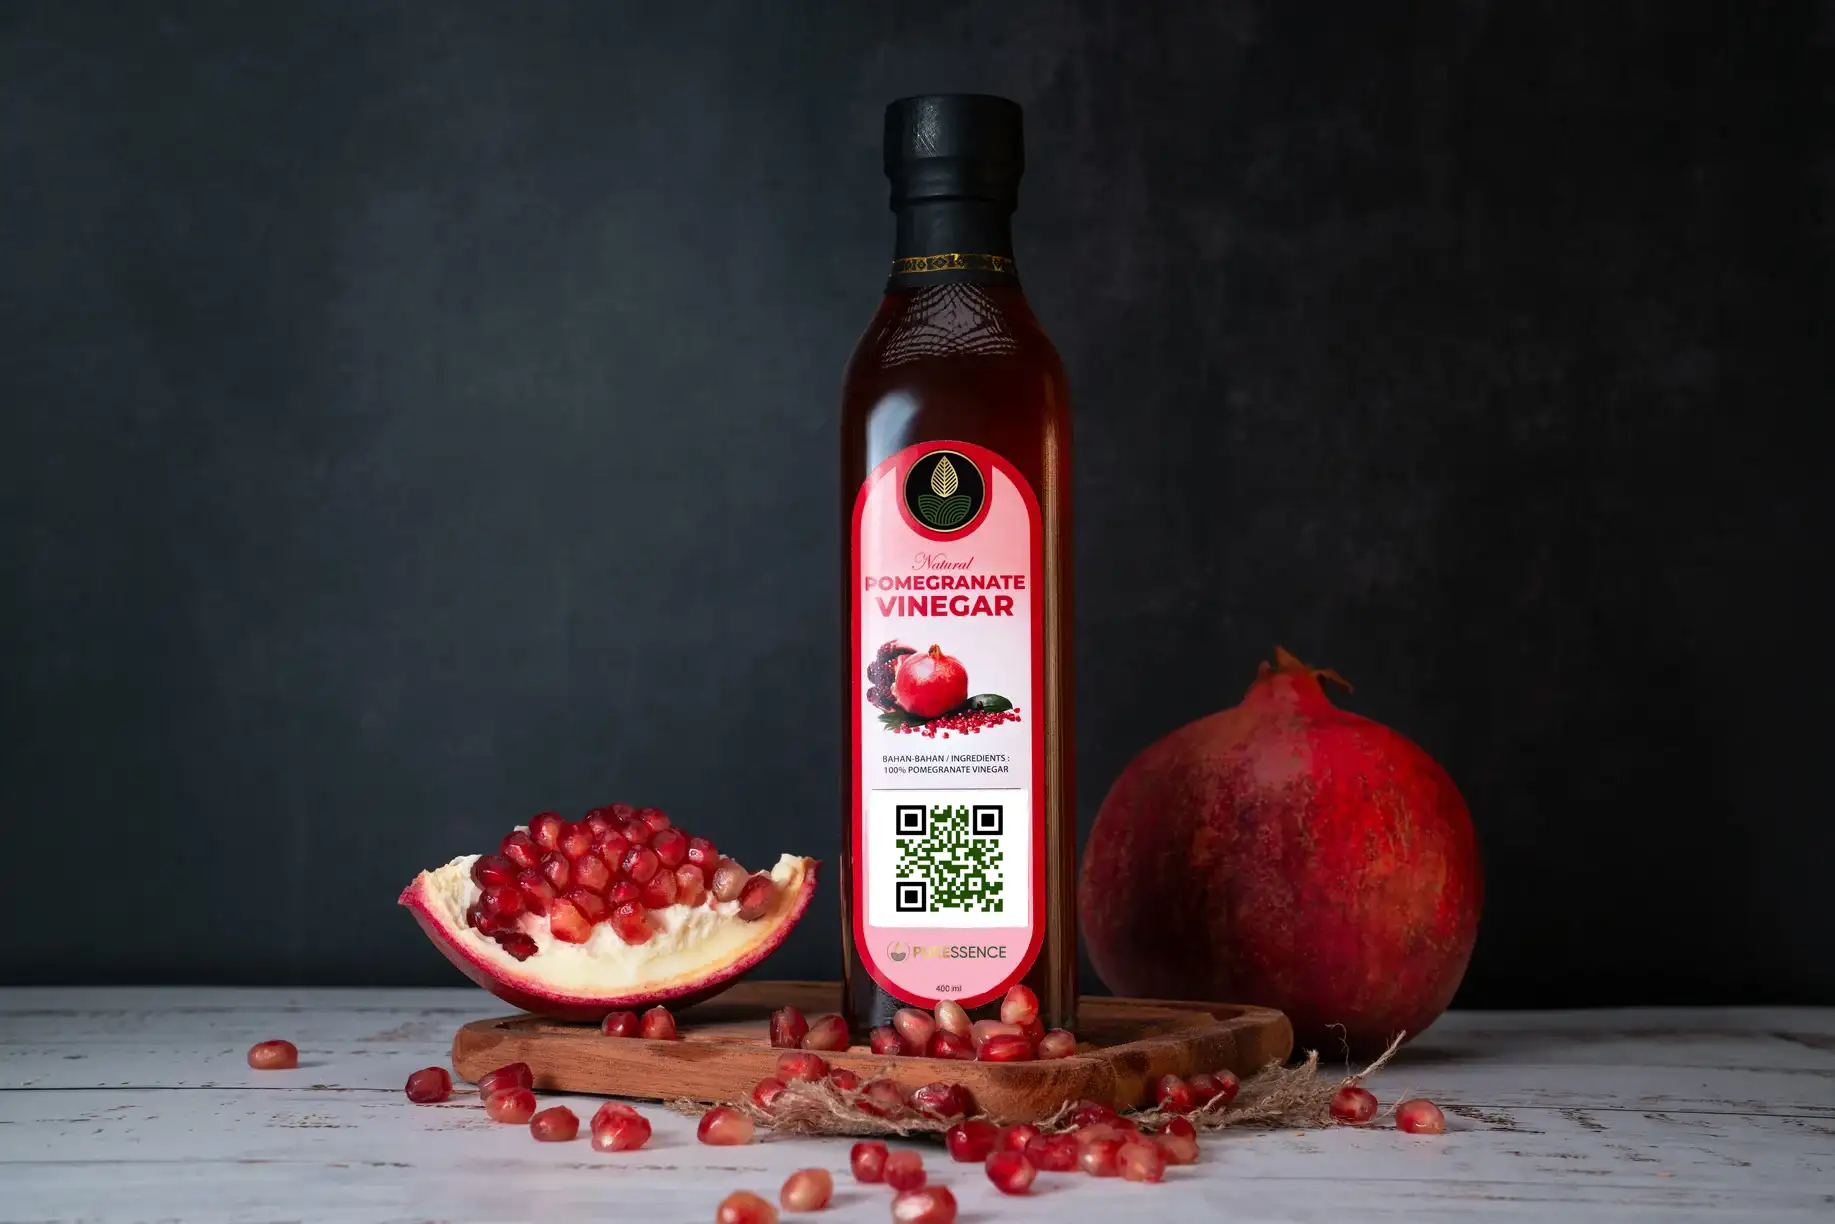 Natural
POMEGRANATE
VINEGAR
BAHAN-BAHAN / INGREDIENTS :
100% POMEGRANATE VINEGAR
PURESSENCE
400 ml